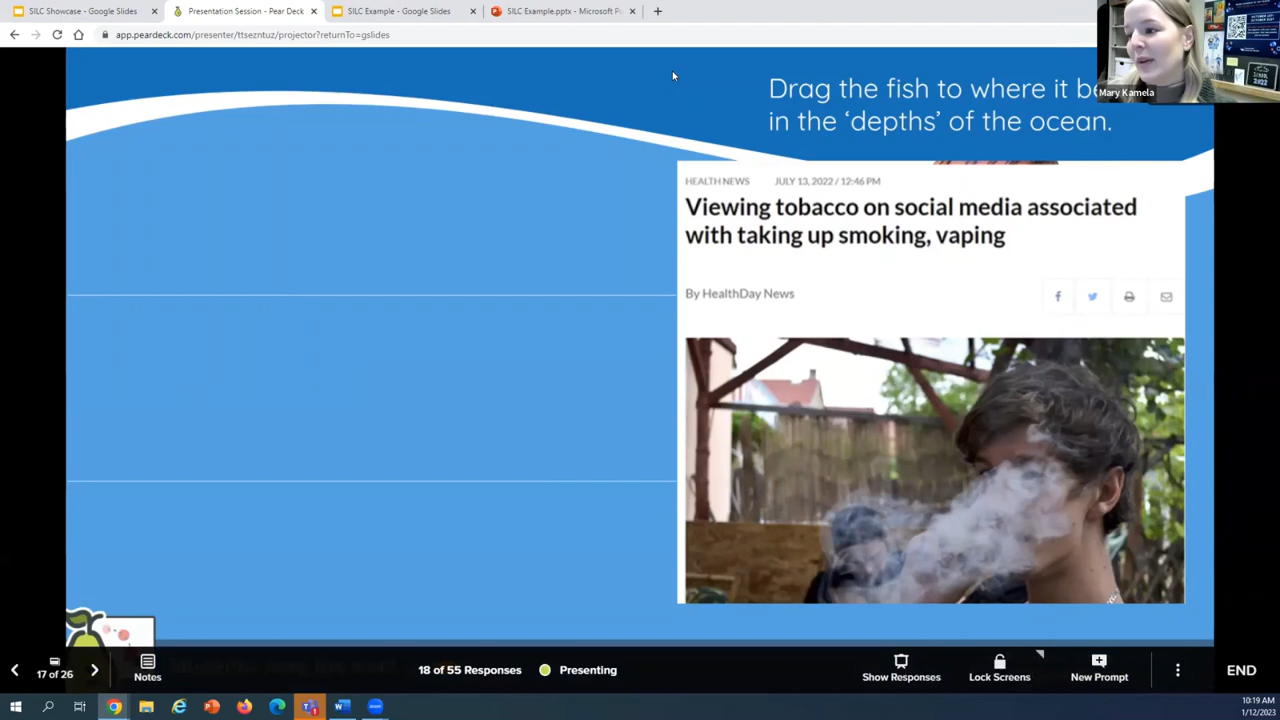 SILC Showcase - Google Slides
Presentation Session - Pear Deck
SILC Example - Google Slides
SILC Example.pptx - Microsoft P
app.peardeck.com/presenter/ttsezntuz/projector?returnTo=gslides
Mary Kamela
Drag the fish to where it be
in the ‘depths’ of the ocean.
HEALTH NEWS JULY 13, 2022 / 12:46 PM
Viewing tobacco on social media associated
with taking up smoking, vaping
By HealthDay News
17 of 26
Notes
18 of 55 Responses
Presenting
Show Responses
Lock Screens
New Prompt
END
10:19 AM
1/12/2023